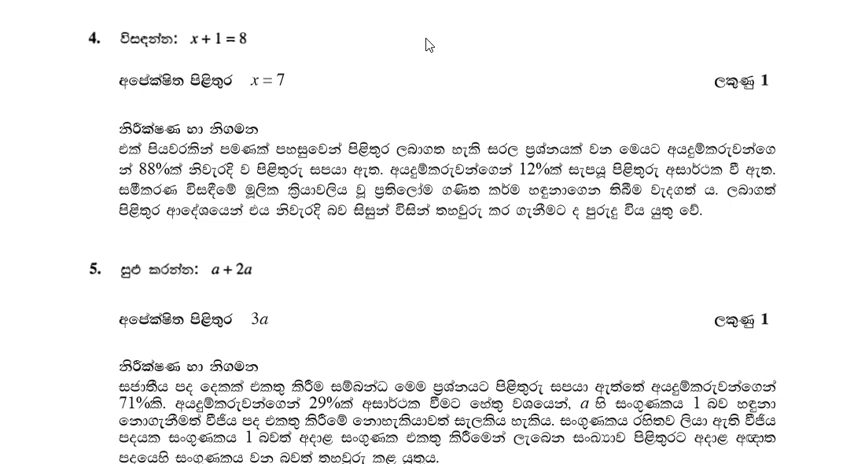 4. විසඳන්න: x + 1 = 8
අපේක්ෂිත පිළිතුර x = 7 ලකුණු 1
නිරීක්ෂණ හා නිගමන
එක් පියවරකින් පමණක් පහසුවෙන් පිළිතුර ලබාගත හැකි සරල ප්‍රශ්නයක් වන මෙයට අයදුම්කරුවන්ගෙ
න් 88%ක් නිවැරදි ව පිළිතුරු සපයා ඇත. අයදුම්කරුවන්ගෙන් 12%ක් සැපයූ පිළිතුරු අසාර්ථක වී ඇත.
සමීකරණ විසඳීමේ මූලික ක්‍රියාවලිය වූ ප්‍රතිලෝම ගණිත කර්ම හඳුනාගෙන තිබීම වැදගත් ය. ලබාගත්
පිළිතුර ආදේශයෙන් එය නිවැරදි බව සිසුන් විසින් තහවුරු කර ගැනීමට ද පුරුදු විය යුතු වේ.
5. සුළු කරන්න: a + 2a
අපේක්ෂිත පිළිතුර 3a ලකුණු 1
නිරීක්ෂණ හා නිගමන
සජාතීය පද දෙකක් එකතු කිරීම සම්බන්ධ මෙම ප්‍රශ්නයට පිළිතුරු සපයා ඇත්තේ අයදුම්කරුවන්ගෙන්
71%කි. අයදුම්කරුවන්ගෙන් 29%ක් අසාර්ථක වීමට හේතු වශයෙන්, a හි සංගුණකය 1 බව හඳුනා
නොගැනීමත් වීජීය පද එකතු කිරීමේ නොහැකියාවත් සැලකිය හැකිය. සංගුණකය රහිතව ලියා ඇති වීජීය
පදයක සංගුණකය 1 බවත් අදාළ සංගුණක එකතු කිරීමෙන් ලැබෙන සංඛ්‍යාව පිළිතුරට අදාළ අඥාත
පදයෙහි සංගුණකය වන බවත් තහවුරු කළ යුතුය.